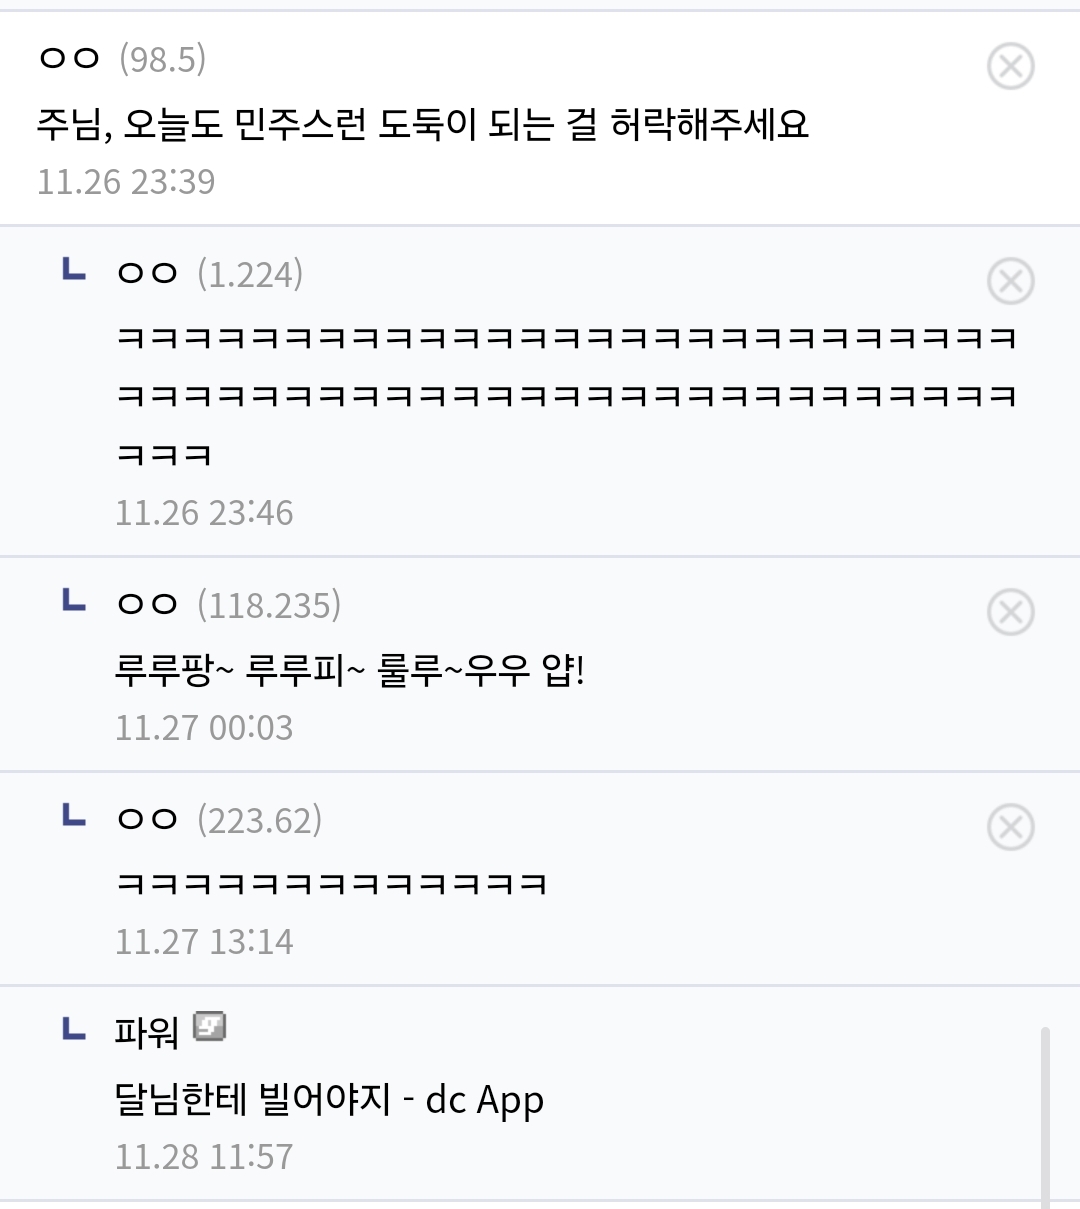 ㅇㅇ (98.5)
주님, 오늘도 민주스런 도둑이 되는 걸 허락해주세요
11.26 23:39
ㅇㅇ (1.224)
ㅋㅋㅋㅋㅋㅋㅋㅋㅋㅋㅋㅋㅋㅋㅋㅋㅋㅋㅋㅋㅋㅋㅋㅋㅋㅋㅋ
ㅋㅋㅋㅋㅋㅋㅋㅋㅋㅋㅋㅋㅋㅋㅋㅋㅋㅋㅋㅋㅋㅋㅋㅋㅋㅋㅋ
ㅋㅋㅋ
11.26 23:46
ㅇㅇ (118.235)
루루팡~ 루루피~ 룰루~우우 얍!
11.27 00:03
ㅇㅇ (223.62)
ㅋㅋㅋㅋㅋㅋㅋㅋㅋㅋㅋㅋㅋ
11.27 13:14
파워
달님한테 빌어야지 - dc App
11.28 11:57